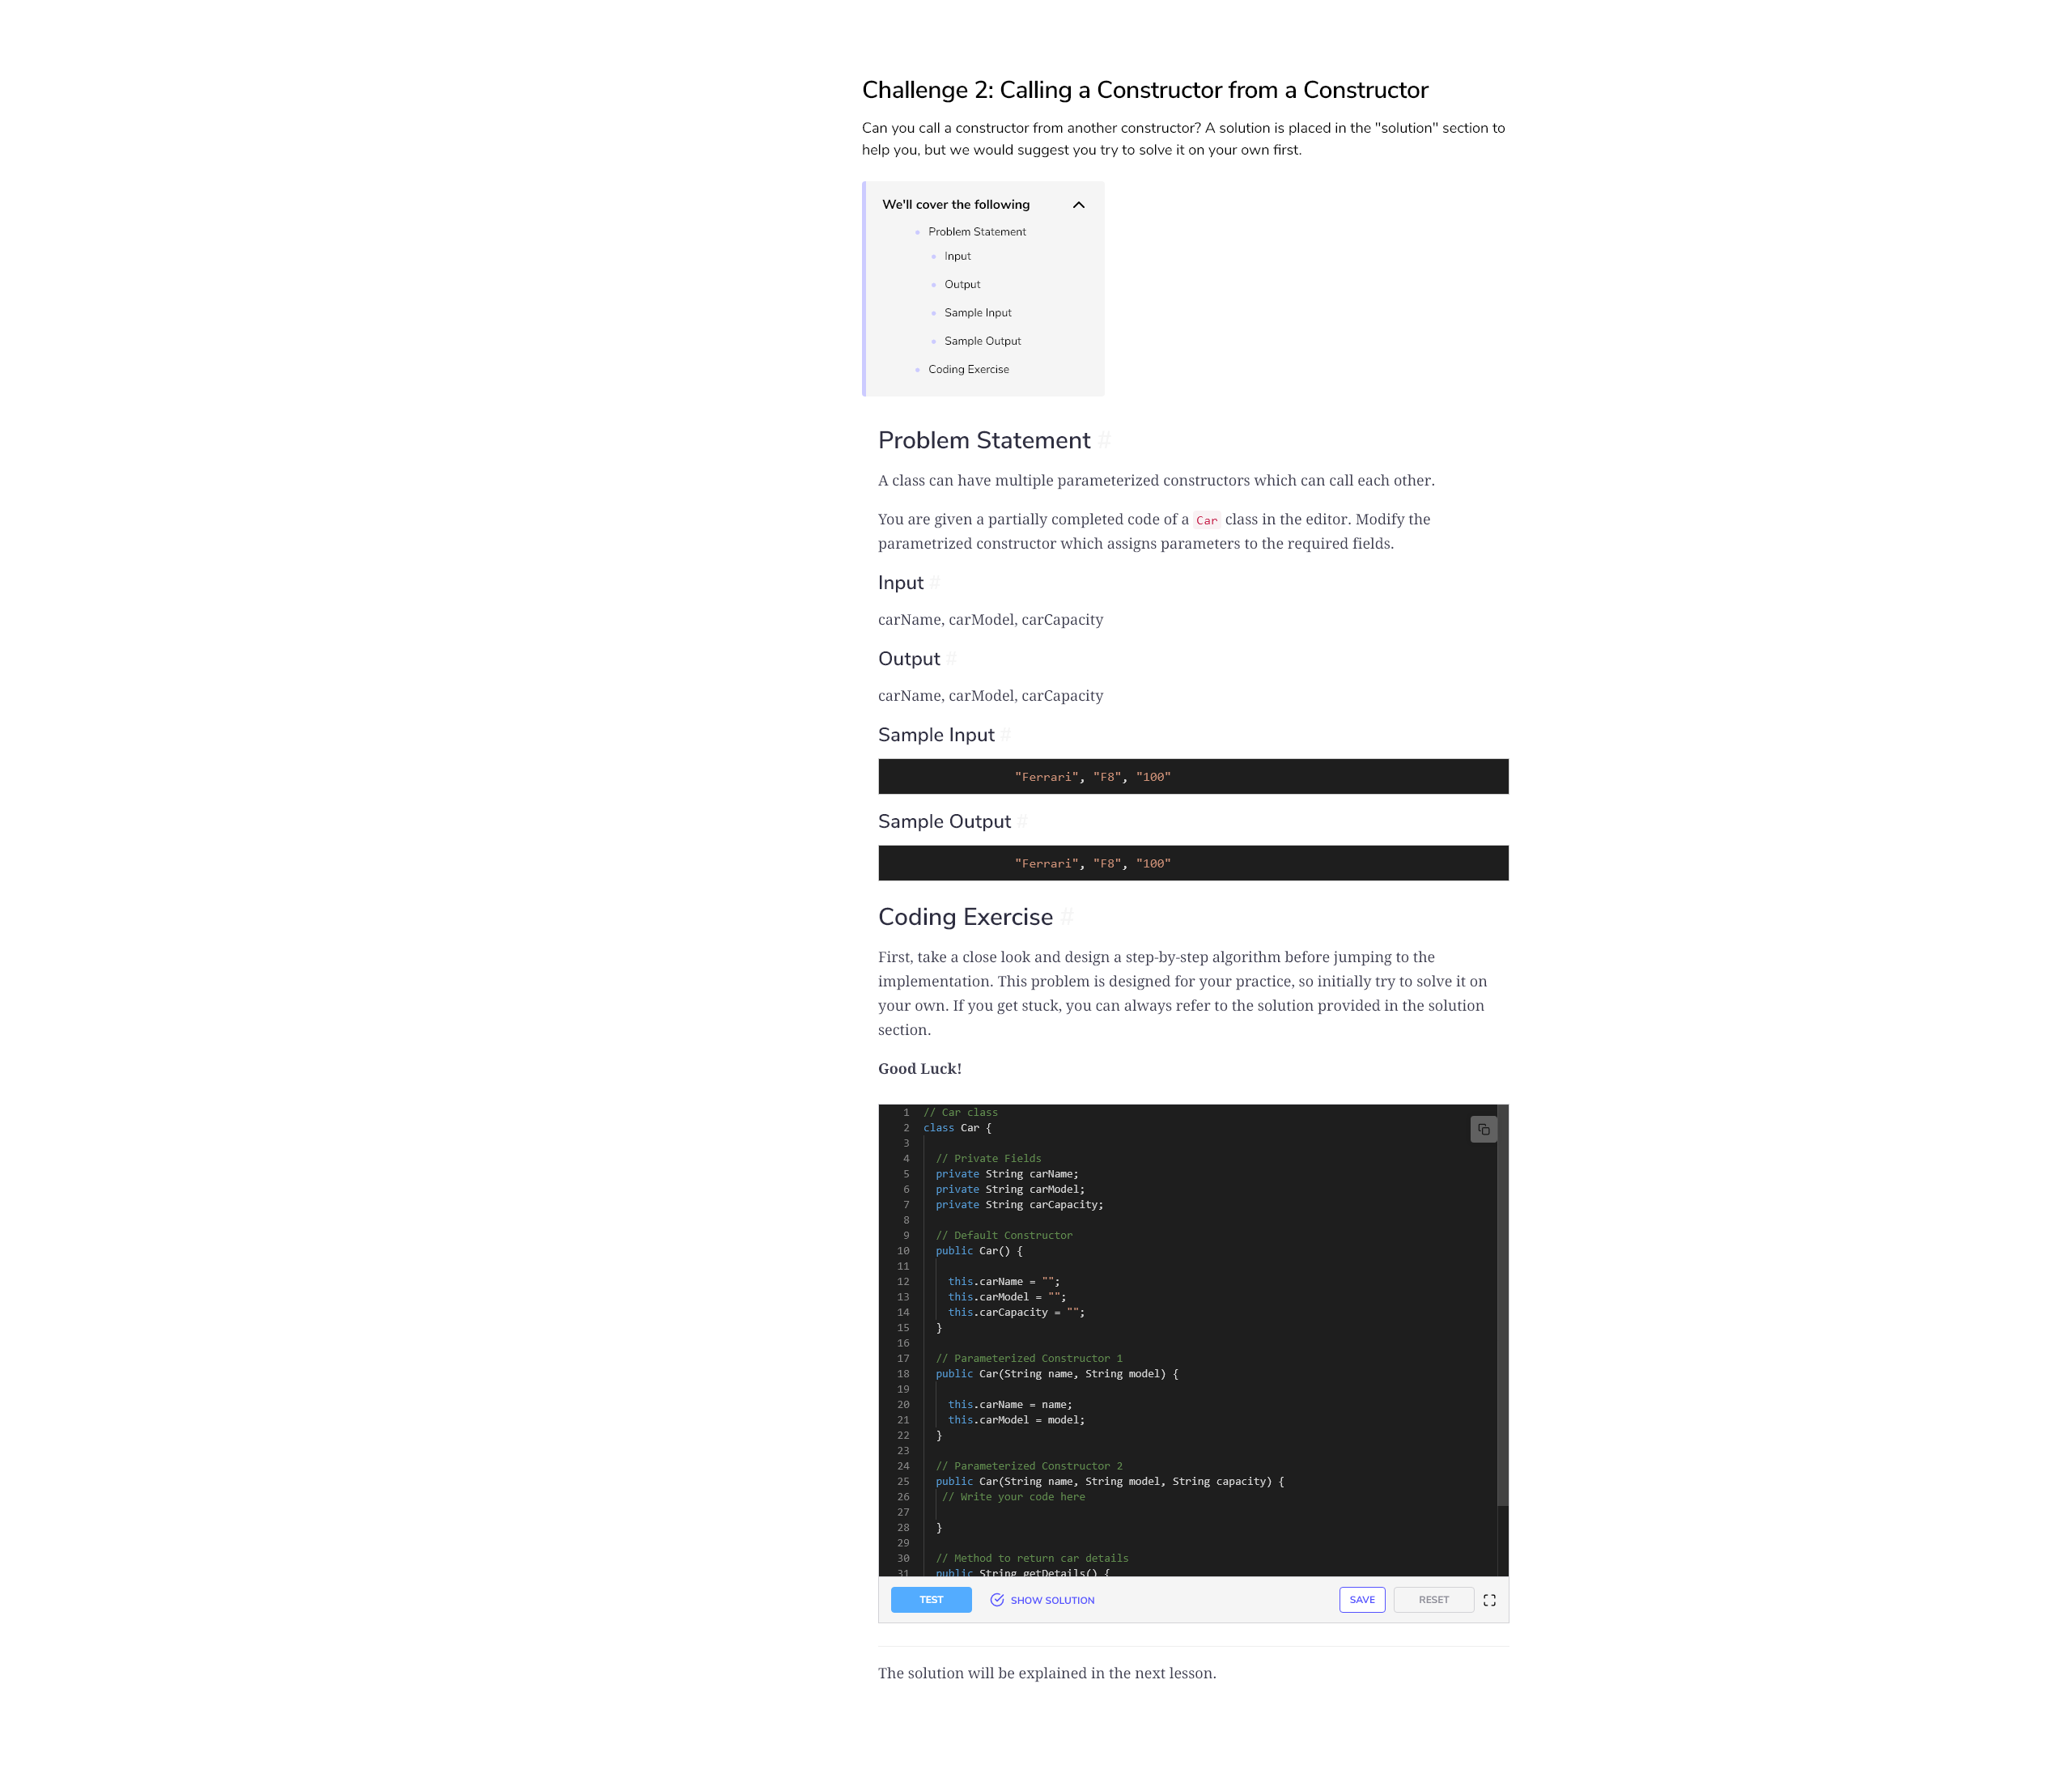 Challenge 2: Calling a Constructor from a Constructor
Can you call a constructor from another constructor? A solution is placed in the "solution" section to
help you, but we would suggest you try to solve it on your own first.
We'll cover the following
Problem Statement
Input
Output
Sample Input
Sample Output
Coding Exercise
Problem Statement #
A class can have multiple parameterized constructors which can call each other.
You are given a partially completed code of a Car class in the editor. Modify the
parametrized constructor which assigns parameters to the required fields.
Input #
carName, carModel, carCapacity
Output #
carName, carModel, carCapacity
Sample Input #
"Ferrari", "F8", "100"
Sample Output #
"Ferrari", "F8", "100"
Coding Exercise #
First, take a close look and design a step-by-step algorithm before jumping to the
implementation. This problem is designed for your practice, so initially try to solve it on
your own. If you get stuck, you can always refer to the solution provided in the solution
section.
Good Luck!
1 // Car class
2 class Car {
3
4 // Private Fields
5 private String carName;
6 private String carModel;
7 private String carCapacity;
8
9 // Default Constructor
10 public Car() {
11
12 this.carName = "";
13 this.carModel = "";
14 this.carCapacity = "";
15 }
16
17 // Parameterized Constructor 1
18 public Car(String name, String model) {
19
20 this.carName = name;
21 this.carModel = model;
22 }
23
24 // Parameterized Constructor 2
25 public Car(String name, String model, String capacity) {
26 // Write your code here
27
28 }
29
30 // Method to return car details
31 public String getDetails() {
TEST SHOW SOLUTION SAVE RESET
The solution will be explained in the next lesson.